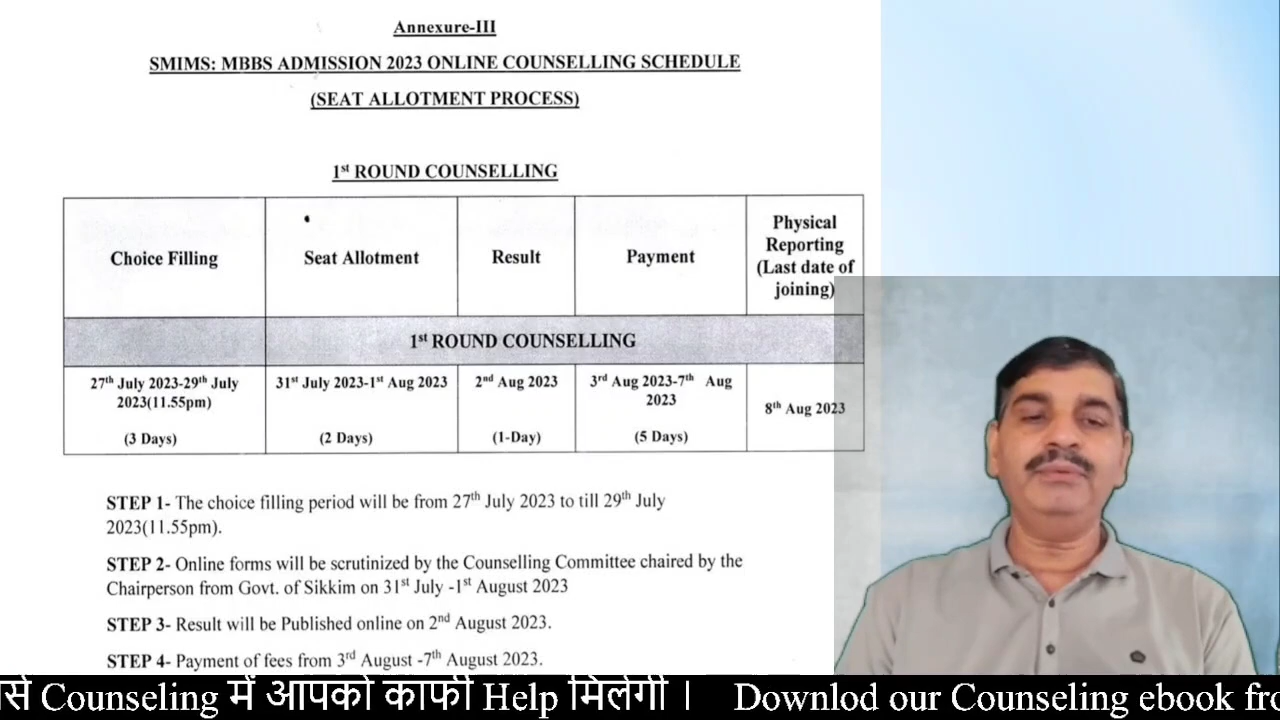 Annexure-III
SMIMS: MBBS ADMISSION 2023 ONLINE COUNSELLING SCHEDULE
(SEAT ALLOTMENT PROCESS)
1st ROUND COUNSELLING
Choice Filling
Seat Allotment
Result
Payment
Physical
Reporting
(Last date of
joining)
1st ROUND COUNSELLING
27th July 2023-29th July
2023(11.55pm)
(3 Days)
31st July 2023-1st Aug 2023
(2 Days)
2nd Aug 2023
(1-Day)
3rd Aug 2023-7th Aug
2023
(5 Days)
8th Aug 2023
STEP 1- The choice filling period will be from 27th July 2023 to till 29th July
2023(11.55pm).
STEP 2- Online forms will be scrutinized by the Counselling Committee chaired by the
Chairperson from Govt. of Sikkim on 31st July -1st August 2023
STEP 3- Result will be Published online on 2nd August 2023.
STEP 4- Payment of fees from 3rd August -7th August 2023.
Counseling में आपको काफी Help मिलेगी । Downlod our Counseling ebook